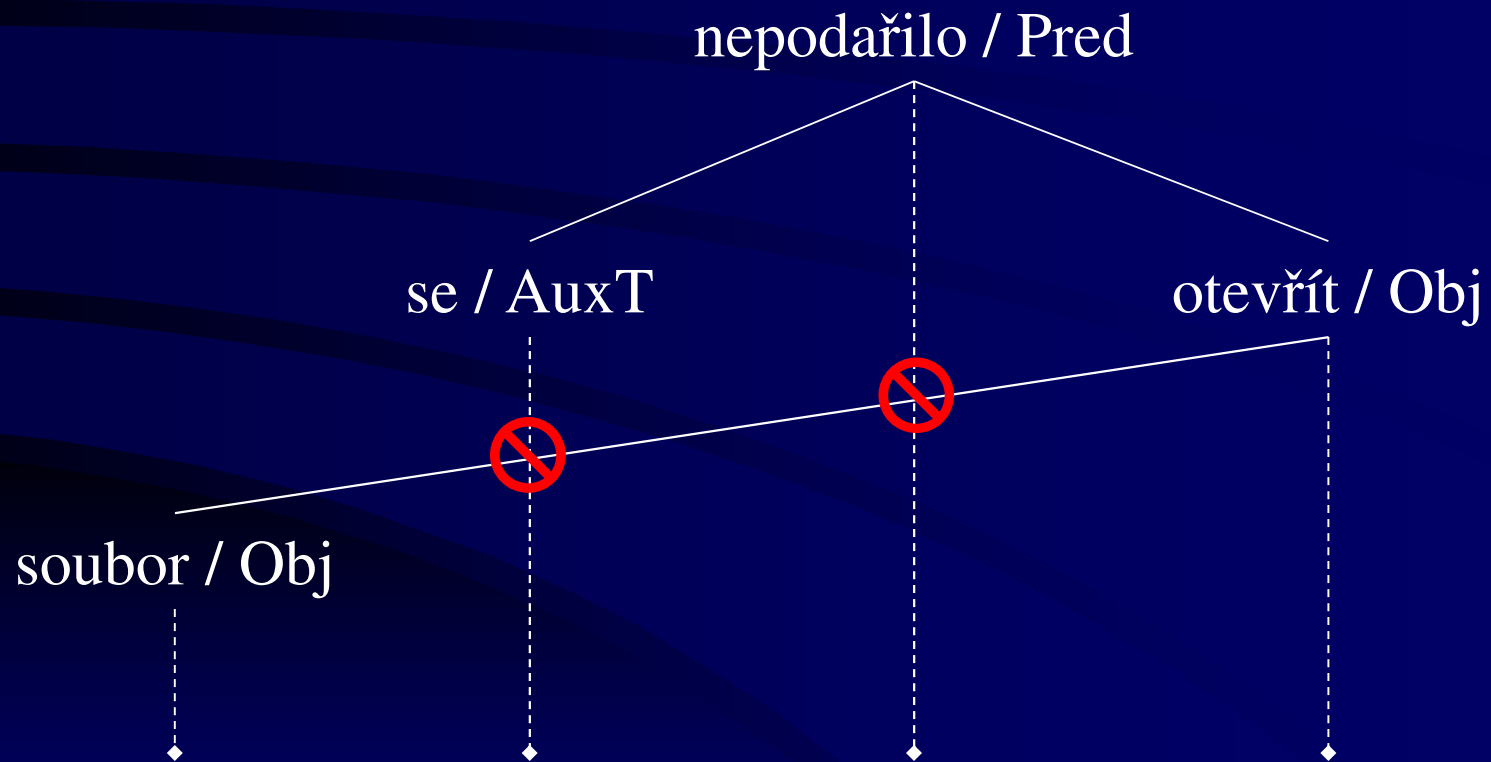 nepodařilo / Pred
se / AuxT
otevřít / Obj
soubor / Obj